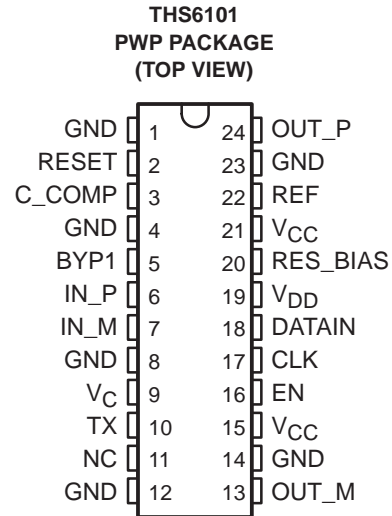 THS6101
PWP PACKAGE
(TOP VIEW)
GND 1 24 OUT_P
RESET 2 23 GND
C_COMP 3 22 REF
GND 4 21 VCC
BYP1 5 20 RES_BIAS
IN_P 6 19 VDD
IN_M 7 18 DATAIN
GND 8 17 CLK
VC 9 16 EN
TX 10 15 VCC
NC 11 14 GND
GND 12 13 OUT_M